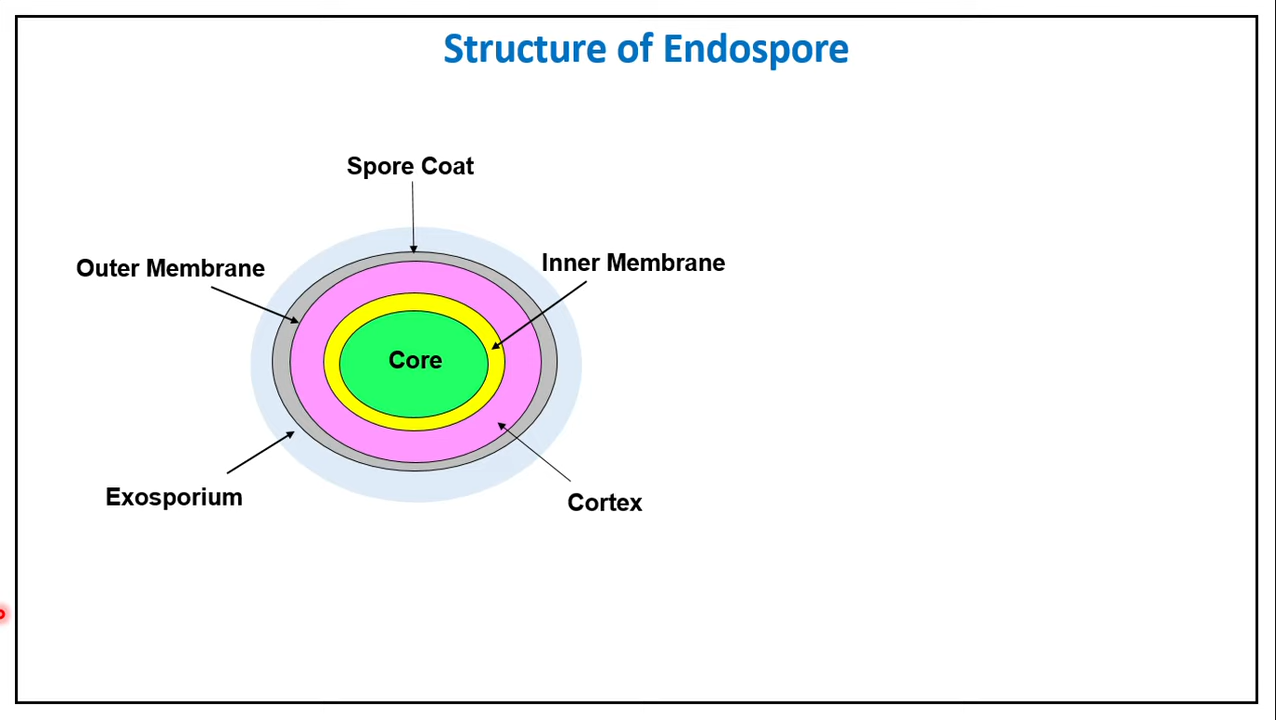 Structure of Endospore
Spore Coat
Outer Membrane
Inner Membrane
Core
Exosporium
Cortex